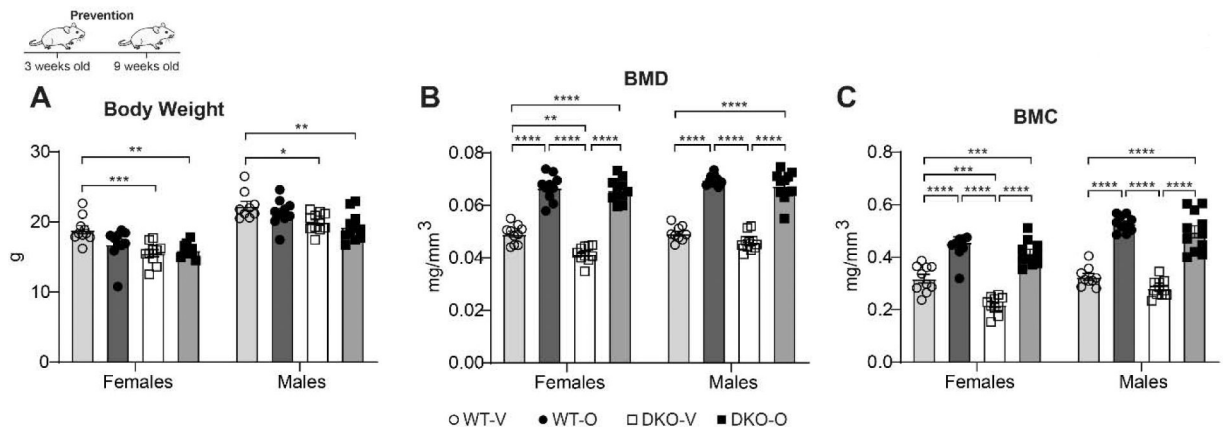 Prevention
3 weeks old 9 weeks old
A Body Weight
** 
* 
** 
***
30
20
10
0
g
Females Males
B BMD
****
**
**** **** ****
****
**** **** ****
0.08
0.06
0.04
0.02
0.00
mg/mm³
Females Males
C BMC
***
***
**** **** ****
****
**** **** ****
0.8
0.6
0.4
0.2
0.0
mg/mm³
Females Males
WT-V WT-O DKO-V DKO-O